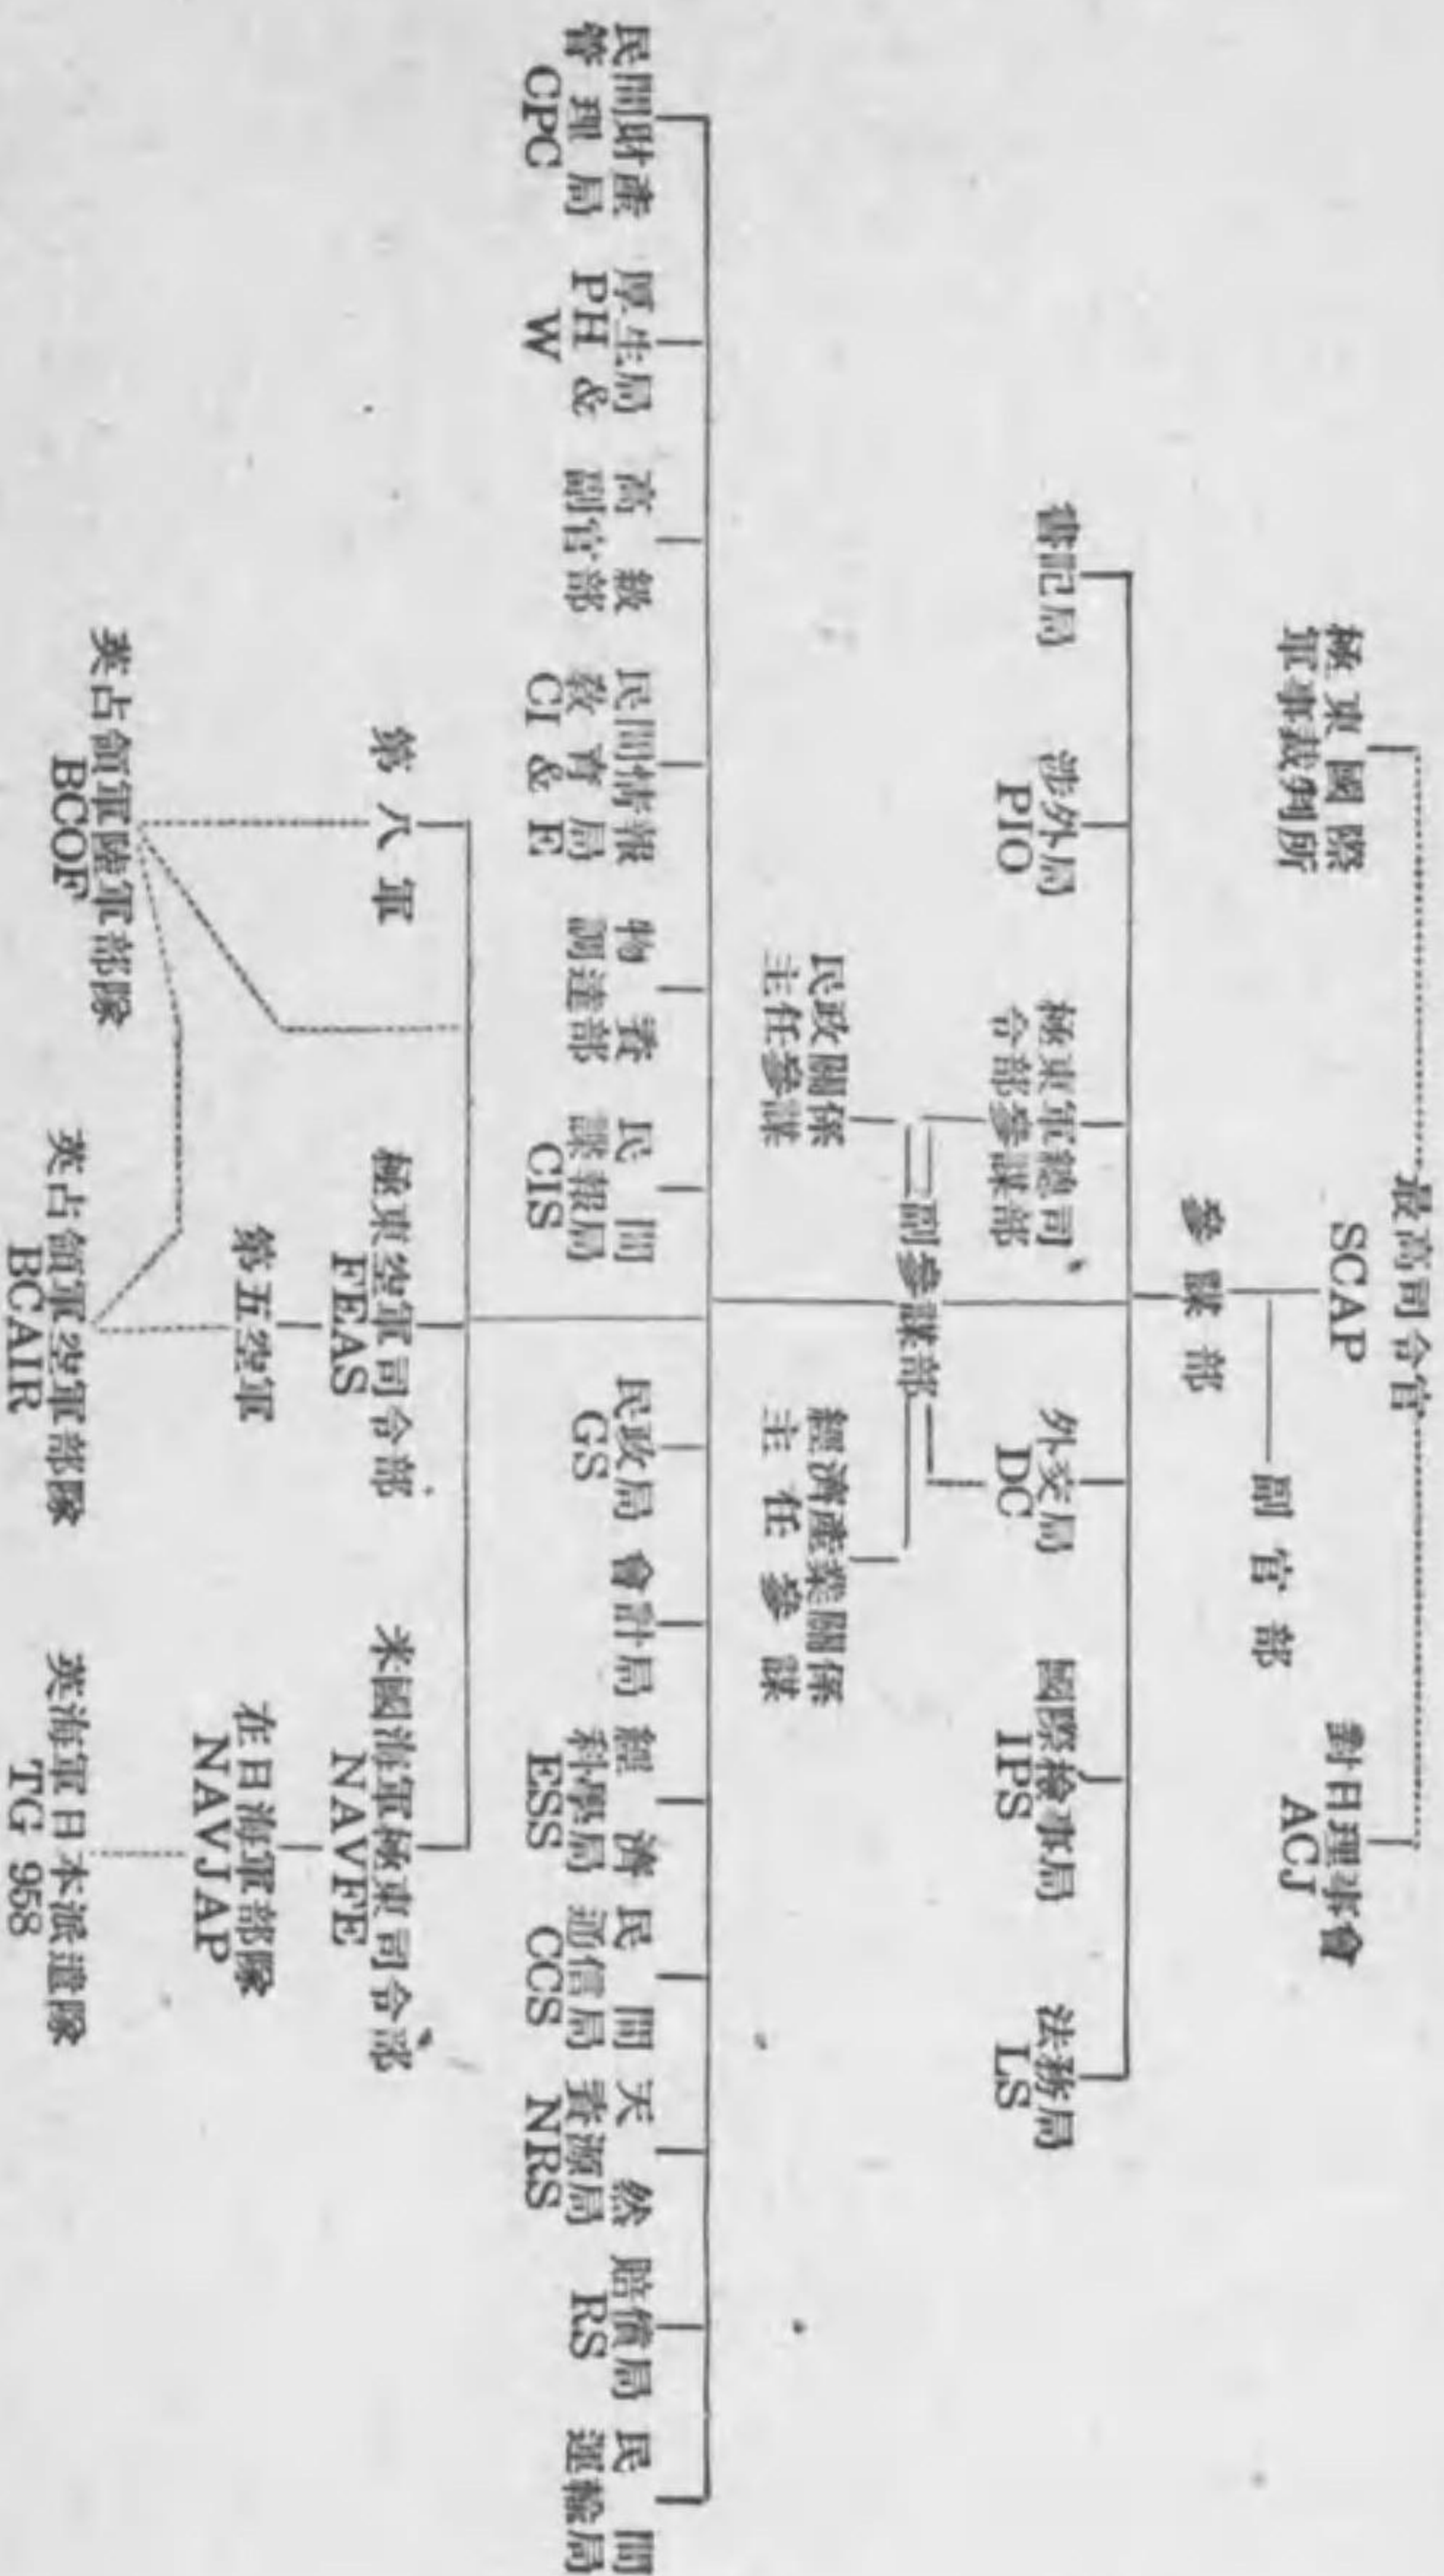 最高司令官
SCAP
極東國際
軍事裁判所
對日理事會
ACJ
副官部
參謀部
書記局
涉外局
PIO
極東軍總司
令部參謀部
外交局
DC
國際檢事局
IPS
法務局
LS
副參謀部
民政關係
主任參謀
經濟產業關係
主任參謀
民間財產
管理局
CPC
厚生局
PH &
W
高級
副官部
民間情報
教育局
CI & E
物資
調達部
民間
諜報局
CIS
民政局
GS
會計局
經濟
科學局
ESS
民間
通信局
CCS
天然
資源局
NRS
賠償局
RS
民間
運輸局
第八軍
極東空軍司令部
FEAS
米國海軍極東司令部
NAVFE
第五空軍
在日海軍部隊
NAVJAP
英占領軍陸軍部隊
BCOF
英占領軍空軍部隊
BCAIR
英海軍日本派遣隊
TG 958